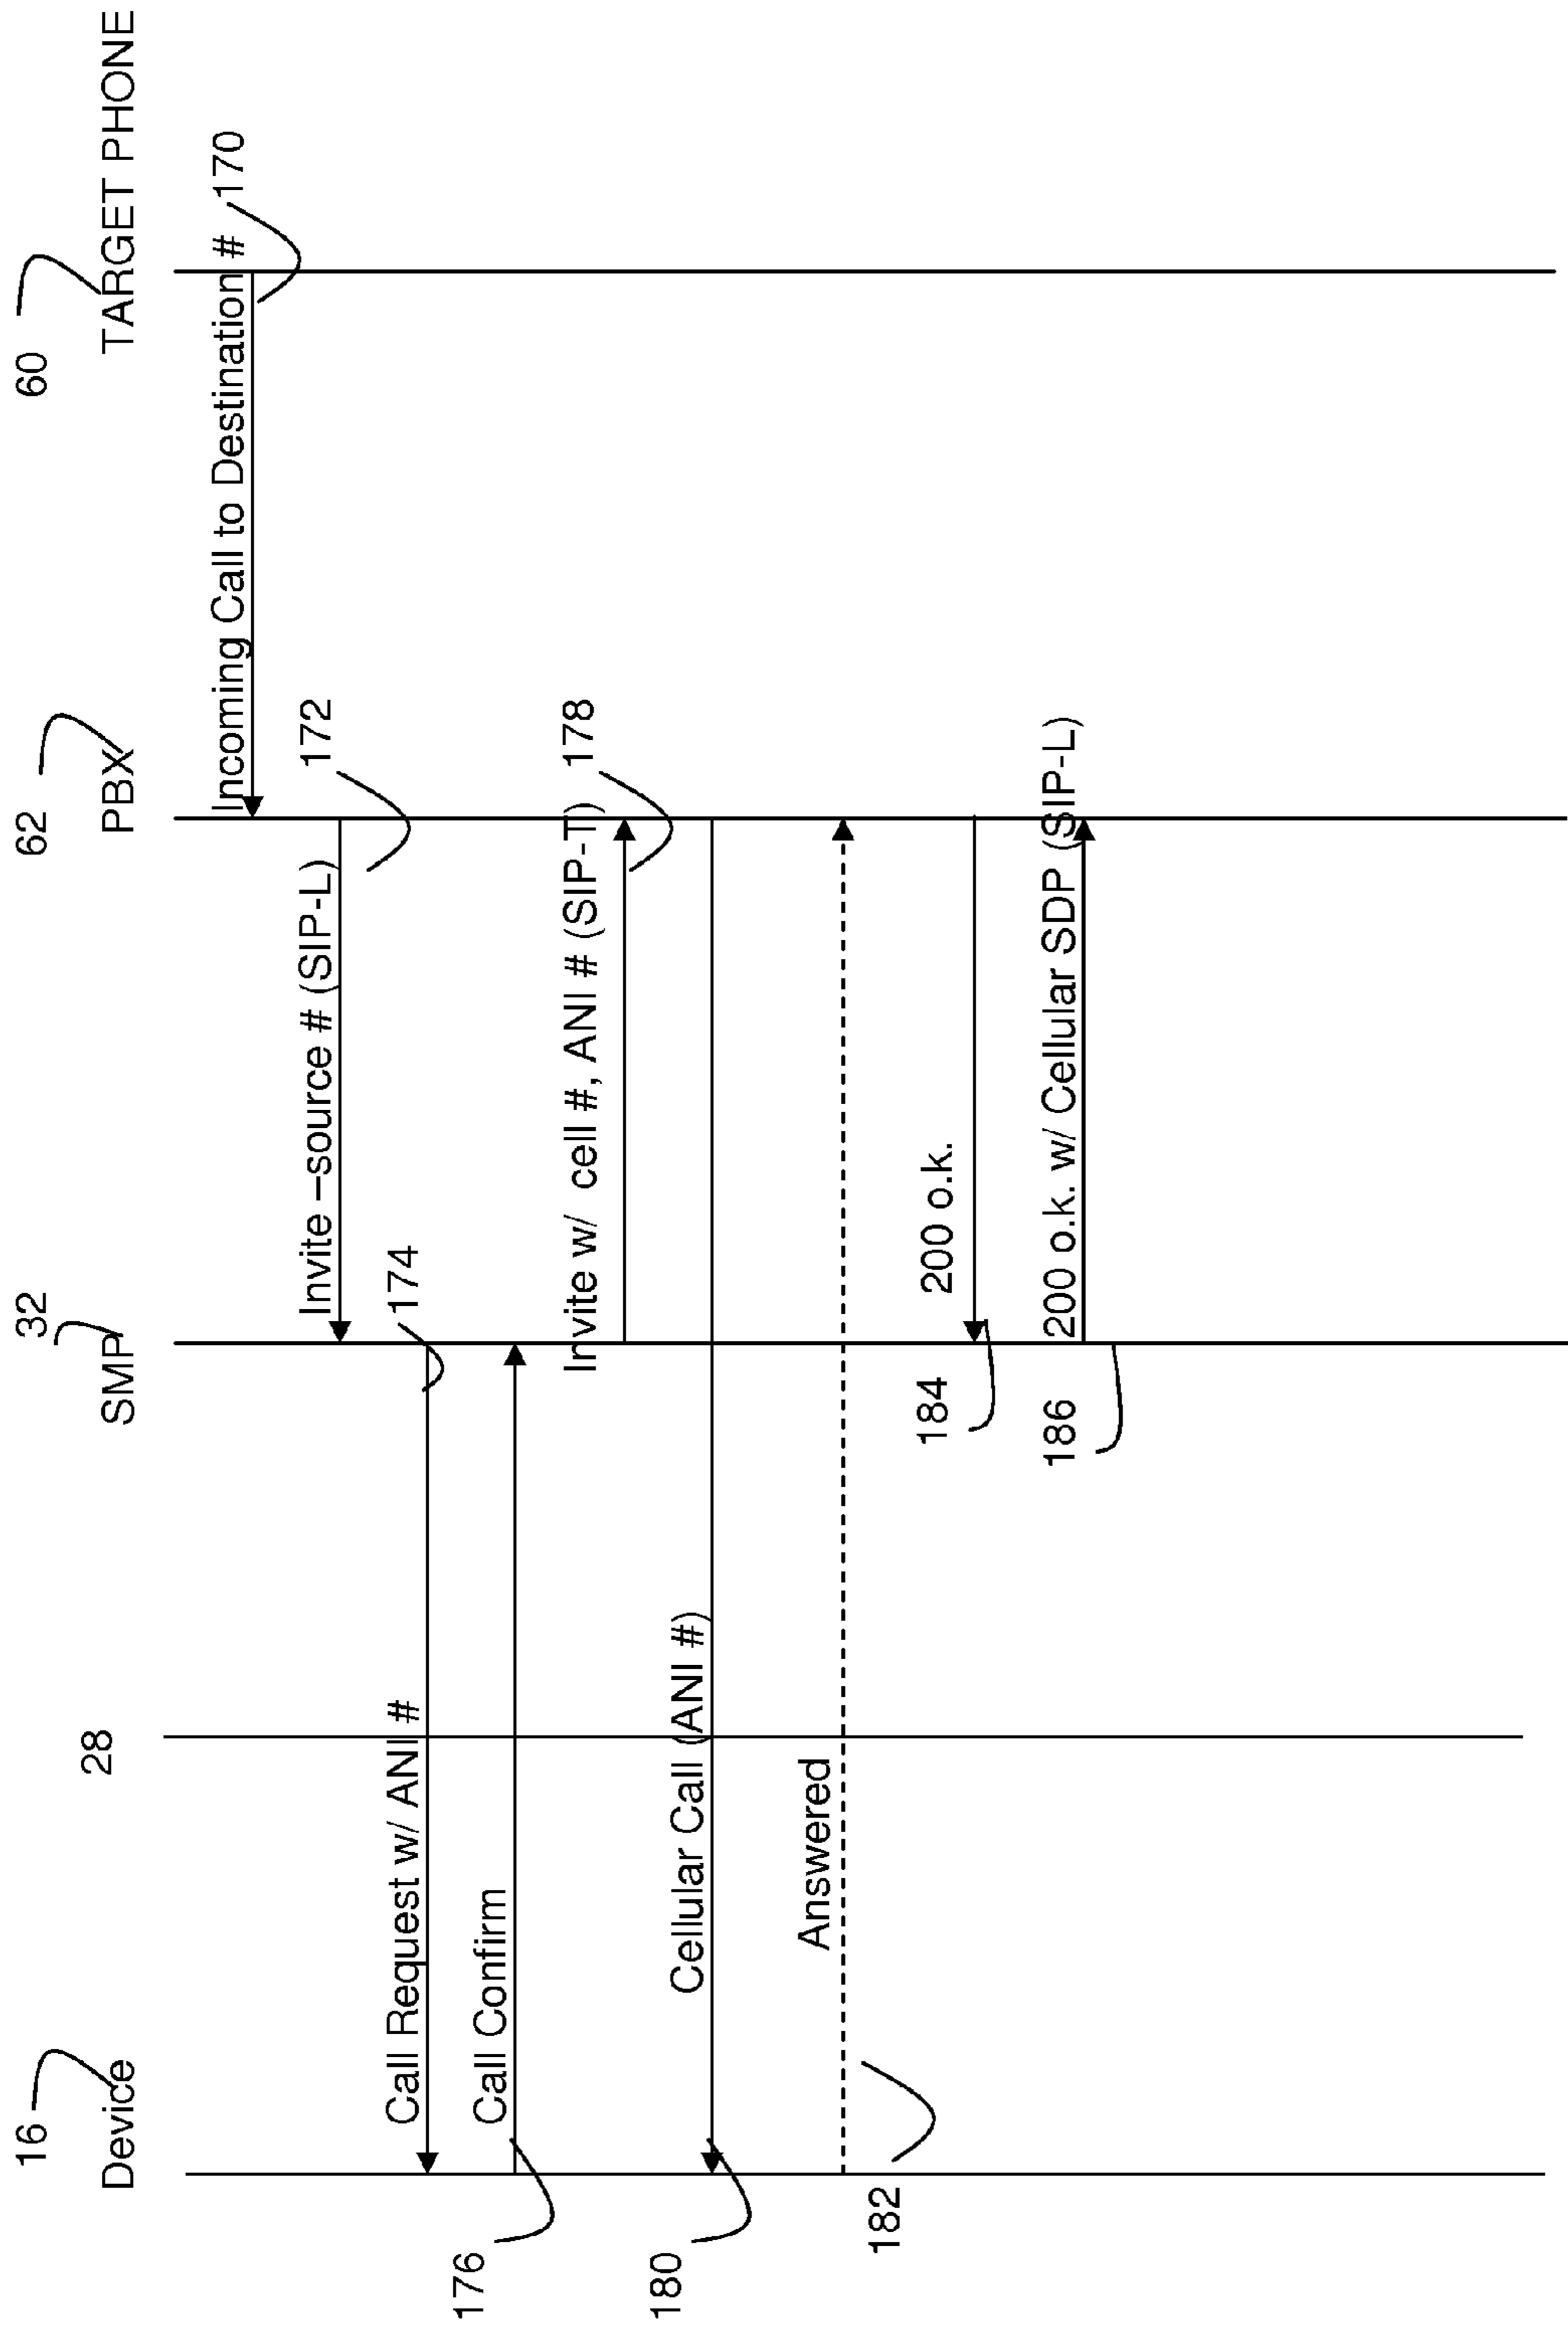 16
28
32
62
60
Device
SMP
PBX
TARGET PHONE
Incoming Call to Destination #
170
Invite –source # (SIP-L)
172
Call Request w/ ANI #
174
Call Confirm
176
Invite w/ cell #, ANI # (SIP-T)
178
Cellular Call (ANI #)
180
Answered
182
200 o.k.
184
200 o.k. w/ Cellular SDP (SIP-L)
186